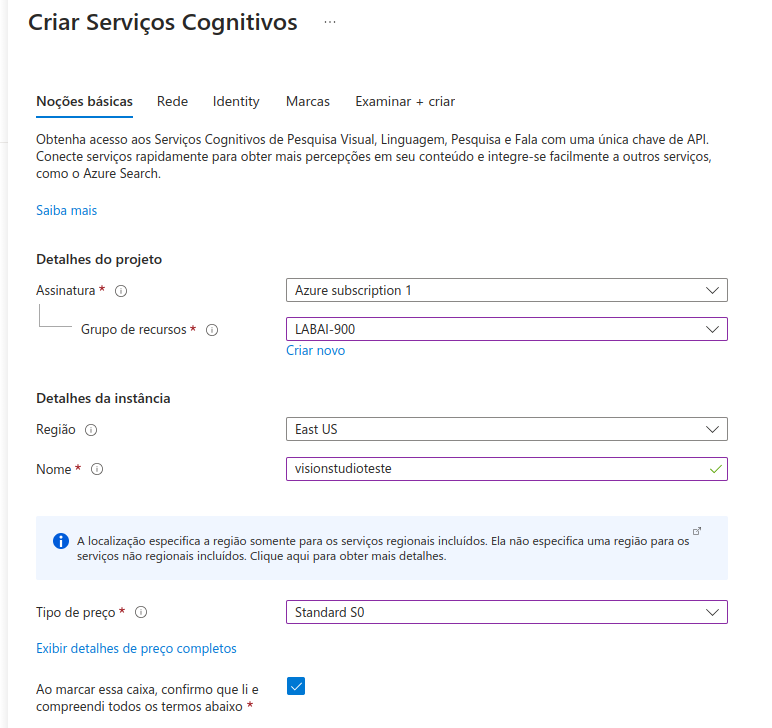 Criar Serviços Cognitivos ...
Noções básicas Rede Identity Marcas Examinar + criar
Obtenha acesso aos Serviços Cognitivos de Pesquisa Visual, Linguagem, Pesquisa e Fala com uma única chave de API.
Conecte serviços rapidamente para obter mais percepções em seu conteúdo e integre-se facilmente a outros serviços,
como o Azure Search.
Saiba mais
Detalhes do projeto
Assinatura * Azure subscription 1
Grupo de recursos * LABAI-900
Criar novo
Detalhes da instância
Região East US
Nome * visionstudioteste
A localização especifica a região somente para os serviços regionais incluídos. Ela não especifica uma região para os
serviços não regionais incluídos. Clique aqui para obter mais detalhes.
Tipo de preço * Standard S0
Exibir detalhes de preço completos
Ao marcar essa caixa, confirmo que li e
compreendi todos os termos abaixo *